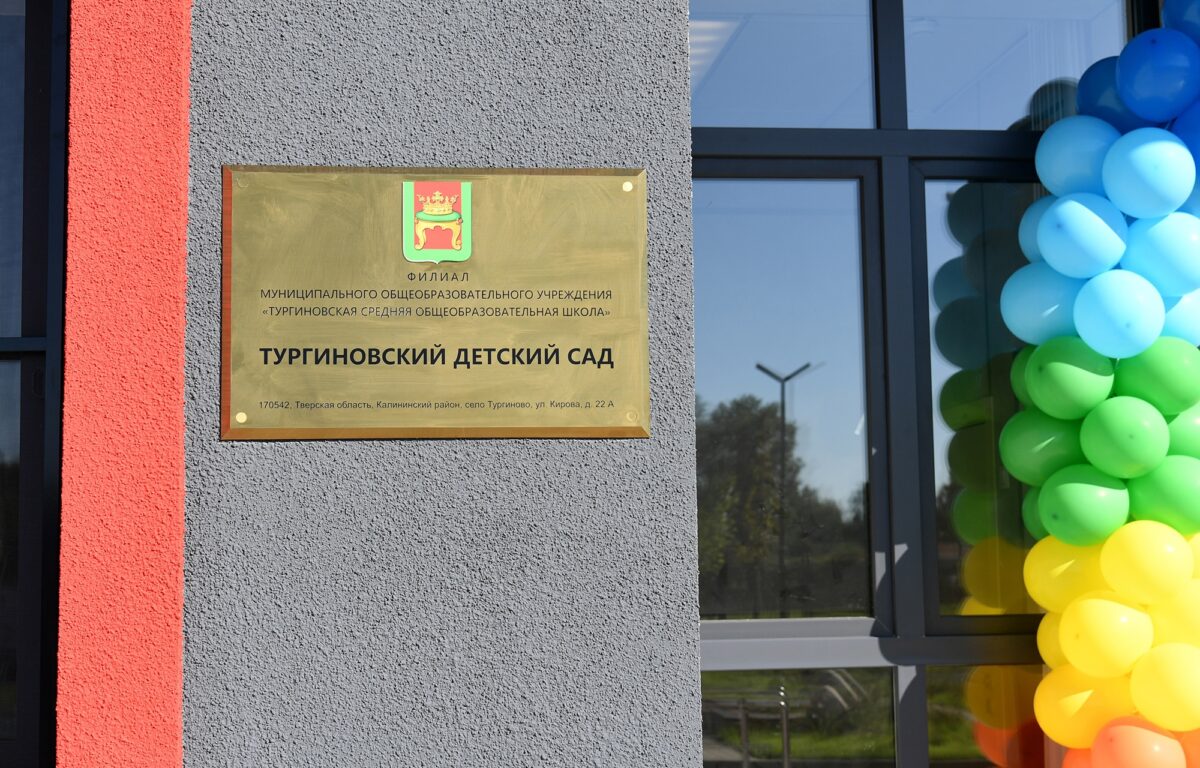 ФИЛИАЛ
МУНИЦИПАЛЬНОГО ОБЩЕОБРАЗОВАТЕЛЬНОГО УЧРЕЖДЕНИЯ
«ТУРГИНОВСКАЯ СРЕДНЯЯ ОБЩЕОБРАЗОВАТЕЛЬНАЯ ШКОЛА»
ТУРГИНОВСКИЙ ДЕТСКИЙ САД
170542, Тверская область, Калининский район, село Тургиново, ул. Кирова, д. 22 А